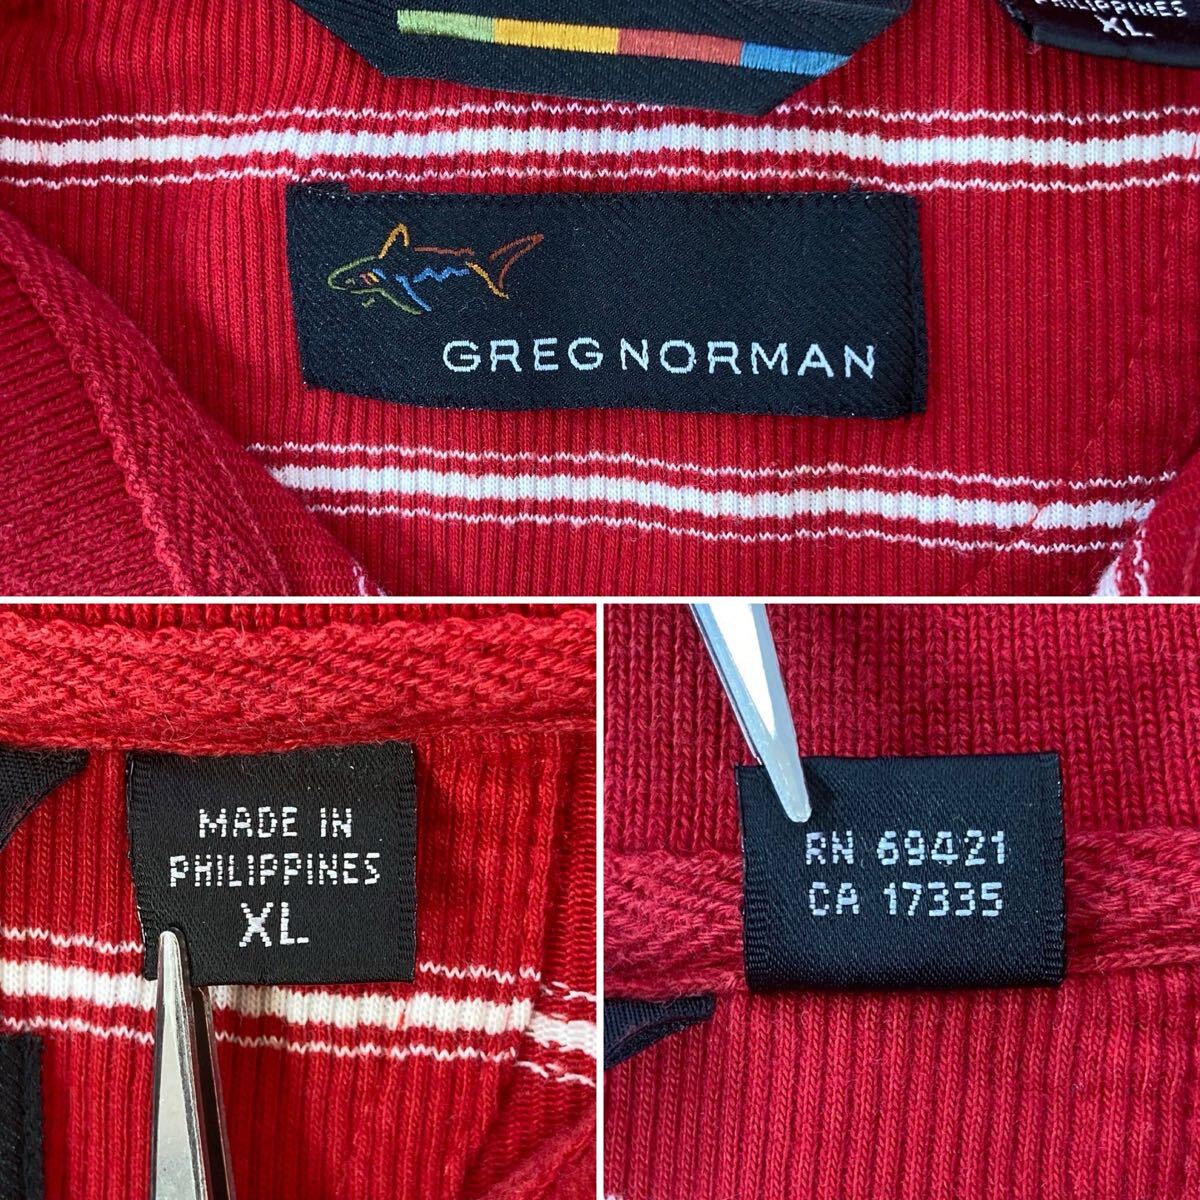 PHILIPPINES
XL
GREG NORMAN
MADE IN
PHILIPPINES
XL
RN 69421
CA 17335